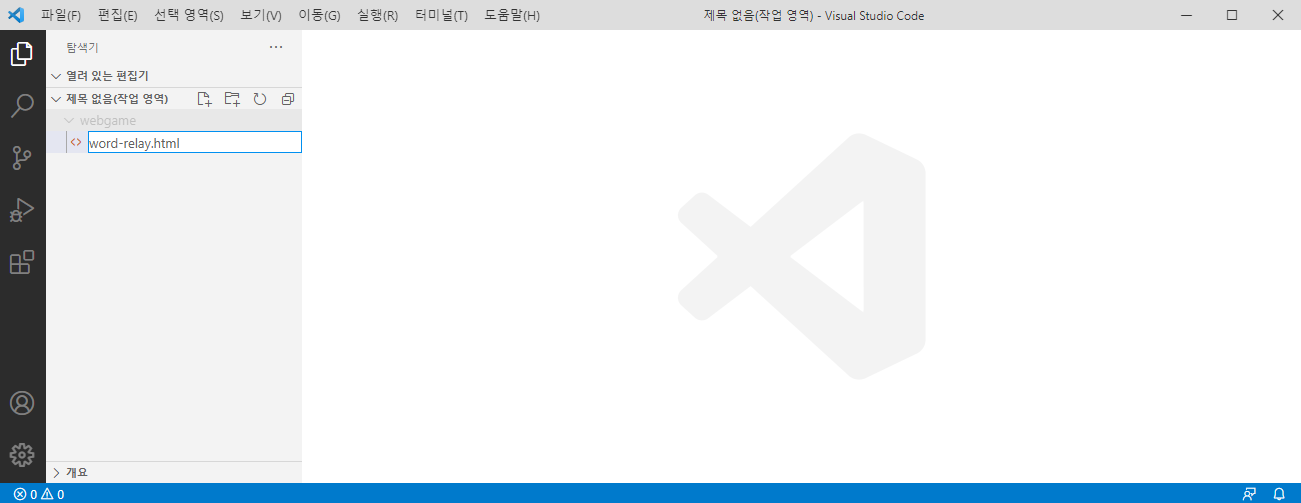 파일(F) 편집(E) 선택 영역(S) 보기(V) 이동(G) 실행(R) 터미널(T) 도움말(H) 제목 없음(작업 영역) - Visual Studio Code
탐색기
열려 있는 편집기
제목 없음(작업 영역)
webgame
word-relay.html
개요
0 0